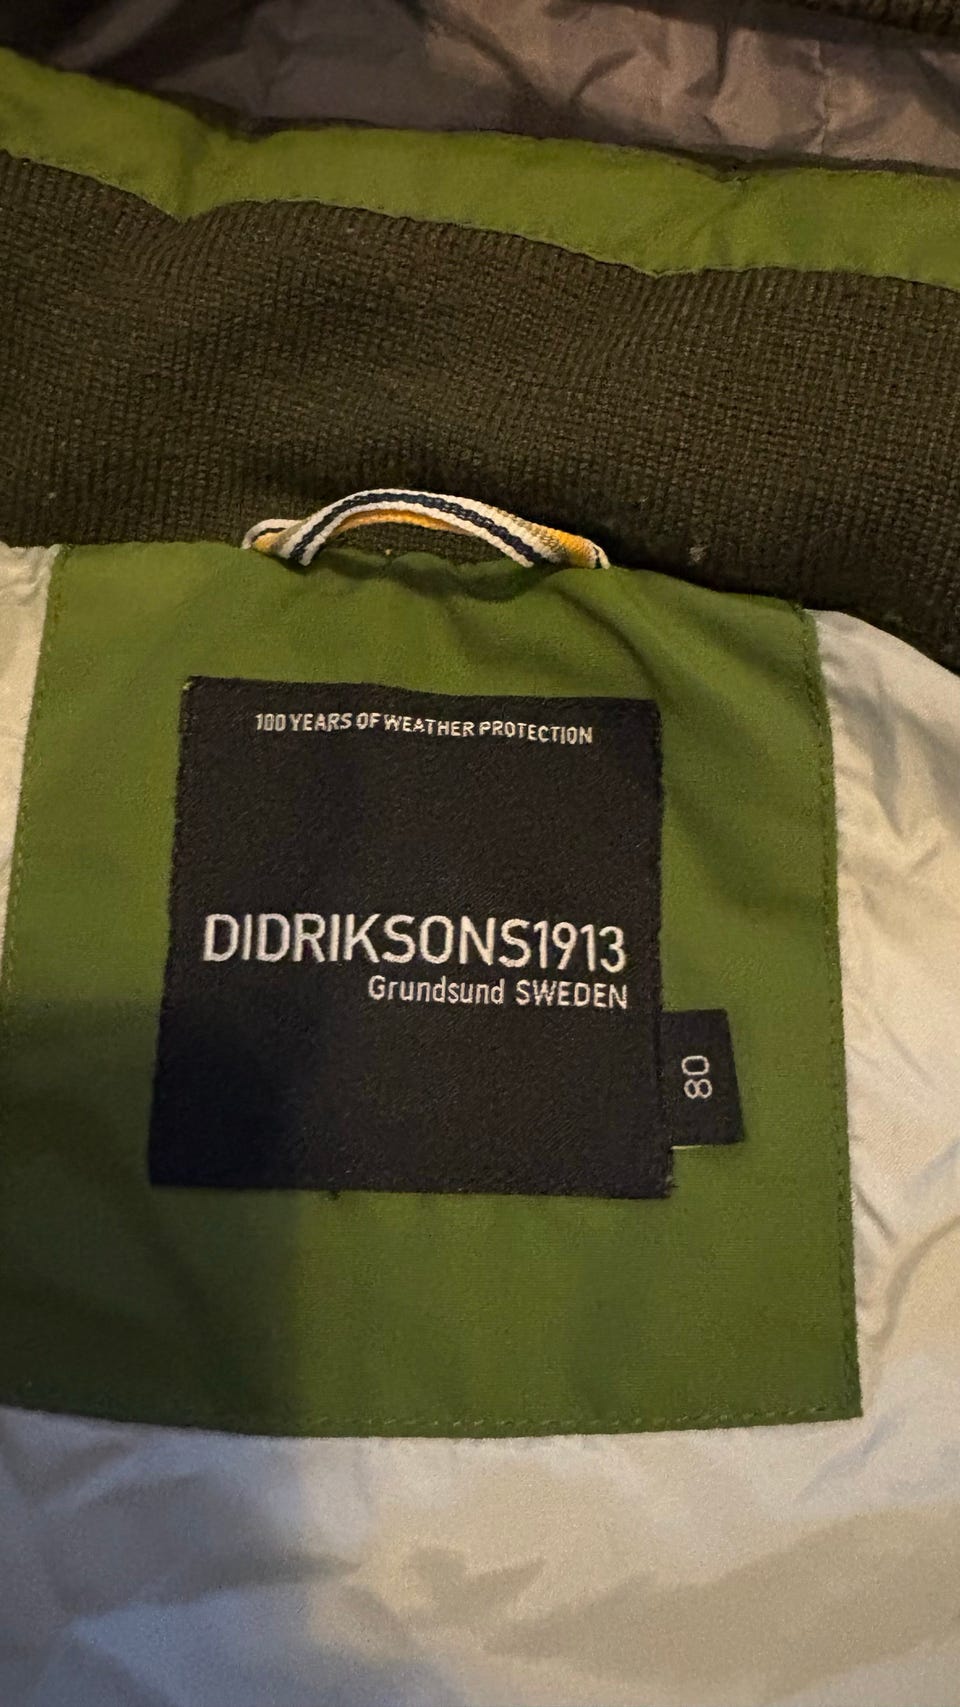 100 YEARS OF WEATHER PROTECTION
DIDRIKSONS1913
Grundsund SWEDEN
80